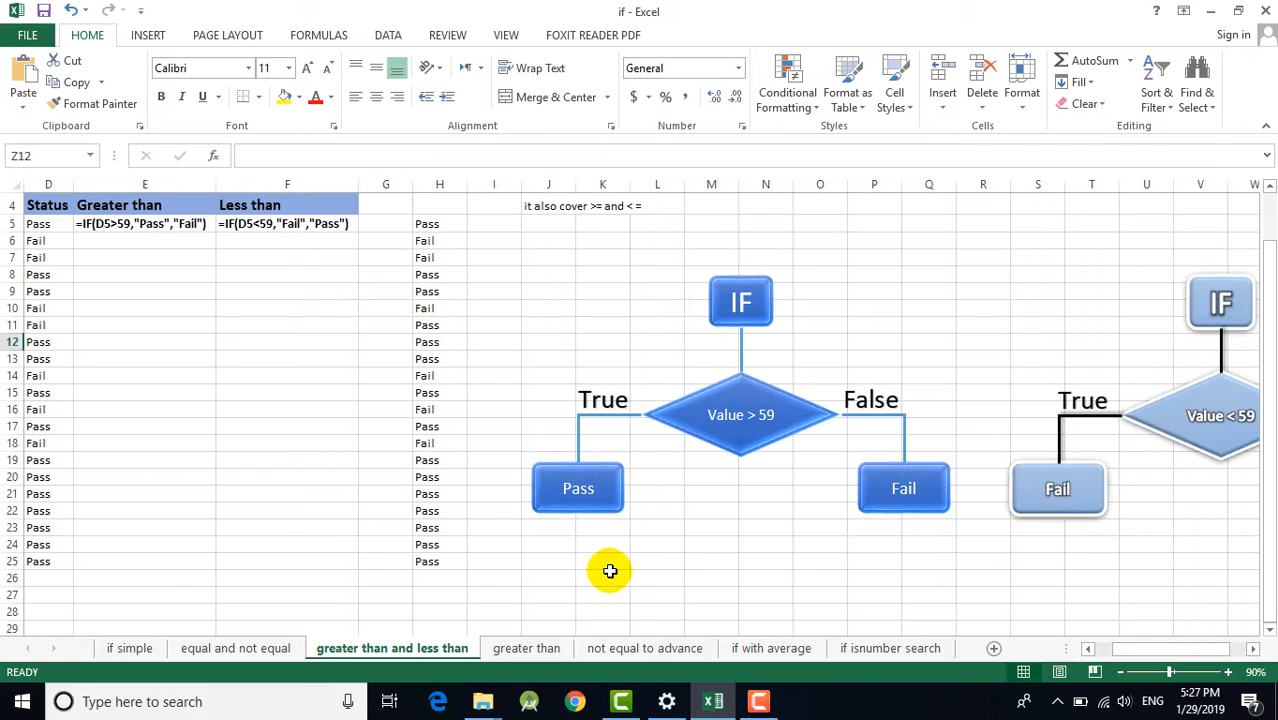 if - Excel
?
Sign in
FILE HOME INSERT PAGE LAYOUT FORMULAS DATA REVIEW VIEW FOXIT READER PDF
Paste
Cut
Copy
Format Painter
Clipboard
Calibri 11
B I U
Font
Wrap Text
Merge & Center
Alignment
General
$ % ,
Number
Conditional Formatting
Format as Table
Cell Styles
Styles
Insert Delete Format
Cells
AutoSum
Fill
Clear
Sort & Filter
Find & Select
Editing
Z12
fx
D E F G H I J K L M N O P Q R S T U V W
4 Status Greater than Less than it also cover >= and < =
5 Pass =IF(D5>59,"Pass","Fail") =IF(D5<59,"Fail","Pass") Pass
6 Fail Fail
7 Fail Fail
8 Pass Pass
9 Pass Pass
10 Fail Fail
11 Fail Pass
12 Pass Pass
13 Pass Pass
14 Fail Fail
15 Pass Pass
16 Fail Fail
17 Pass Pass
18 Fail Fail
19 Pass Pass
20 Pass Pass
21 Pass Pass
22 Pass Pass
23 Pass Pass
24 Pass Pass
25 Pass Pass
26
27
28
29
IF
True
Value > 59
False
Pass
Fail
IF
True
Value < 59
Fail
if simple equal and not equal greater than and less than greater than not equal to advance if with average if isnumber search
READY
90%
Type here to search
ENG
5:27 PM
1/29/2019
7